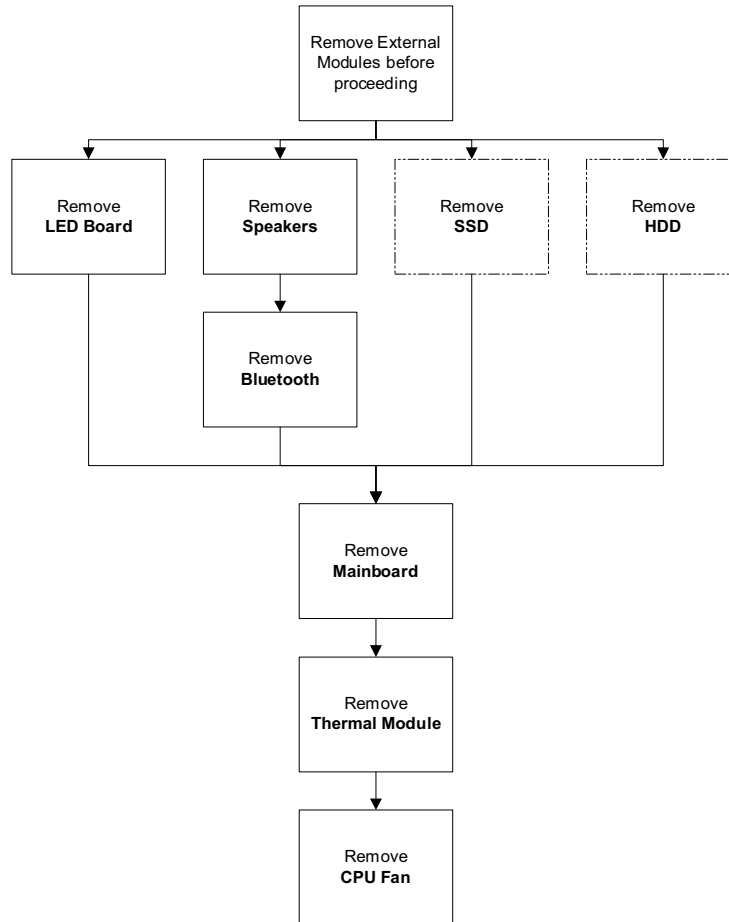 Remove External
Modules before
proceeding
Remove
LED Board
Remove
Speakers
Remove
SSD
Remove
HDD
Remove
Bluetooth
Remove
Mainboard
Remove
Thermal Module
Remove
CPU Fan